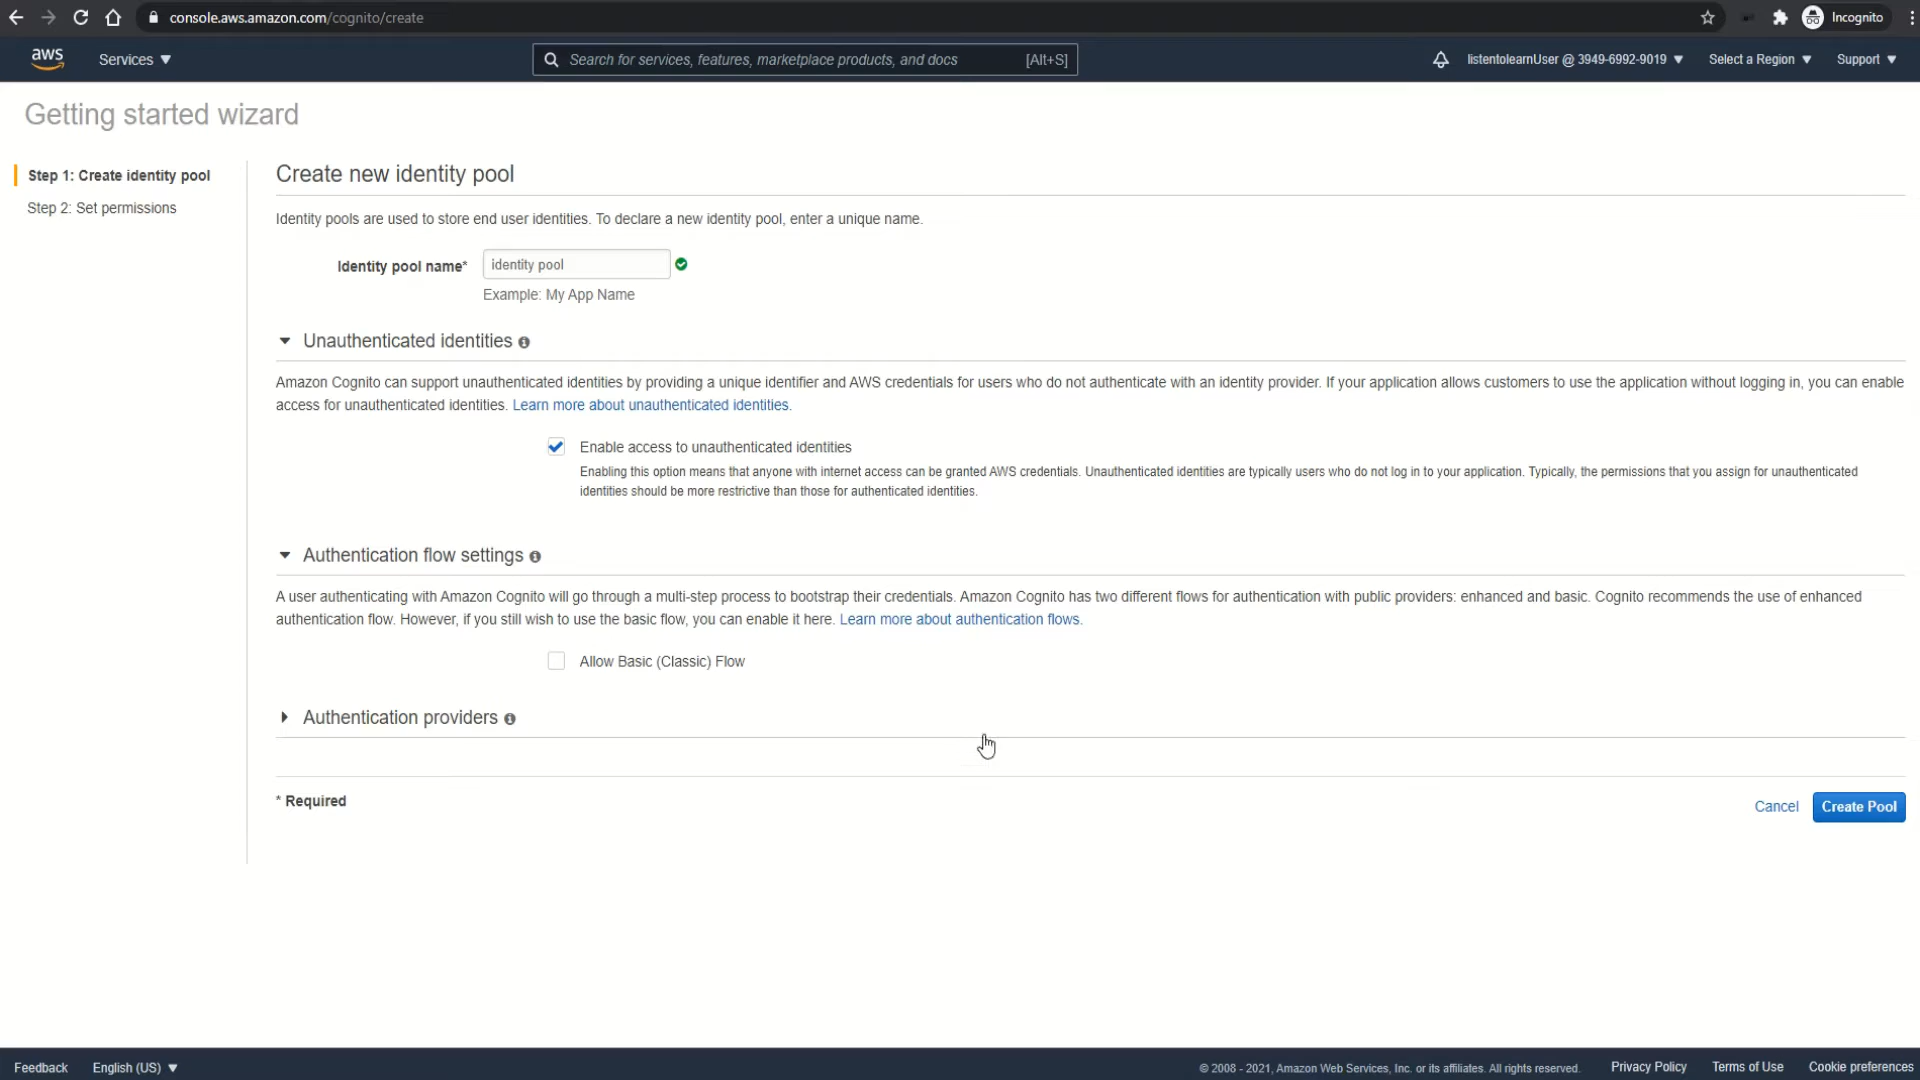 console.aws.amazon.com/cognito/create
Incognito
aws
Services
Search for services, features, marketplace products, and docs
[Alt+S]
listentolearnUser @ 3949-6992-9019
Select a Region
Support
Getting started wizard
Step 1: Create identity pool
Step 2: Set permissions
Create new identity pool
Identity pools are used to store end user identities. To declare a new identity pool, enter a unique name.
Identity pool name*
identity pool
Example: My App Name
Unauthenticated identities
Amazon Cognito can support unauthenticated identities by providing a unique identifier and AWS credentials for users who do not authenticate with an identity provider. If your application allows customers to use the application without logging in, you can enable
access for unauthenticated identities. Learn more about unauthenticated identities.
Enable access to unauthenticated identities
Enabling this option means that anyone with internet access can be granted AWS credentials. Unauthenticated identities are typically users who do not log in to your application. Typically, the permissions that you assign for unauthenticated
identities should be more restrictive than those for authenticated identities.
Authentication flow settings
A user authenticating with Amazon Cognito will go through a multi-step process to bootstrap their credentials. Amazon Cognito has two different flows for authentication with public providers: enhanced and basic. Cognito recommends the use of enhanced
authentication flow. However, if you still wish to use the basic flow, you can enable it here. Learn more about authentication flows.
Allow Basic (Classic) Flow
Authentication providers
* Required
Cancel
Create Pool
Feedback
English (US)
© 2008 - 2021, Amazon Web Services, Inc. or its affiliates. All rights reserved.
Privacy Policy
Terms of Use
Cookie preferences